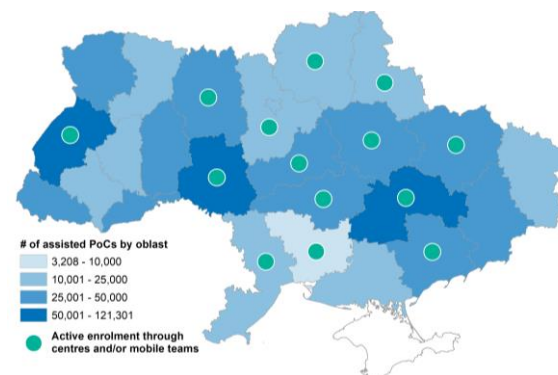 # of assisted PoCs by oblast
3,208 - 10,000
10,001 - 25,000
25,001 - 50,000
50,001 - 121,301
Active enrolment through
centres and/or mobile teams